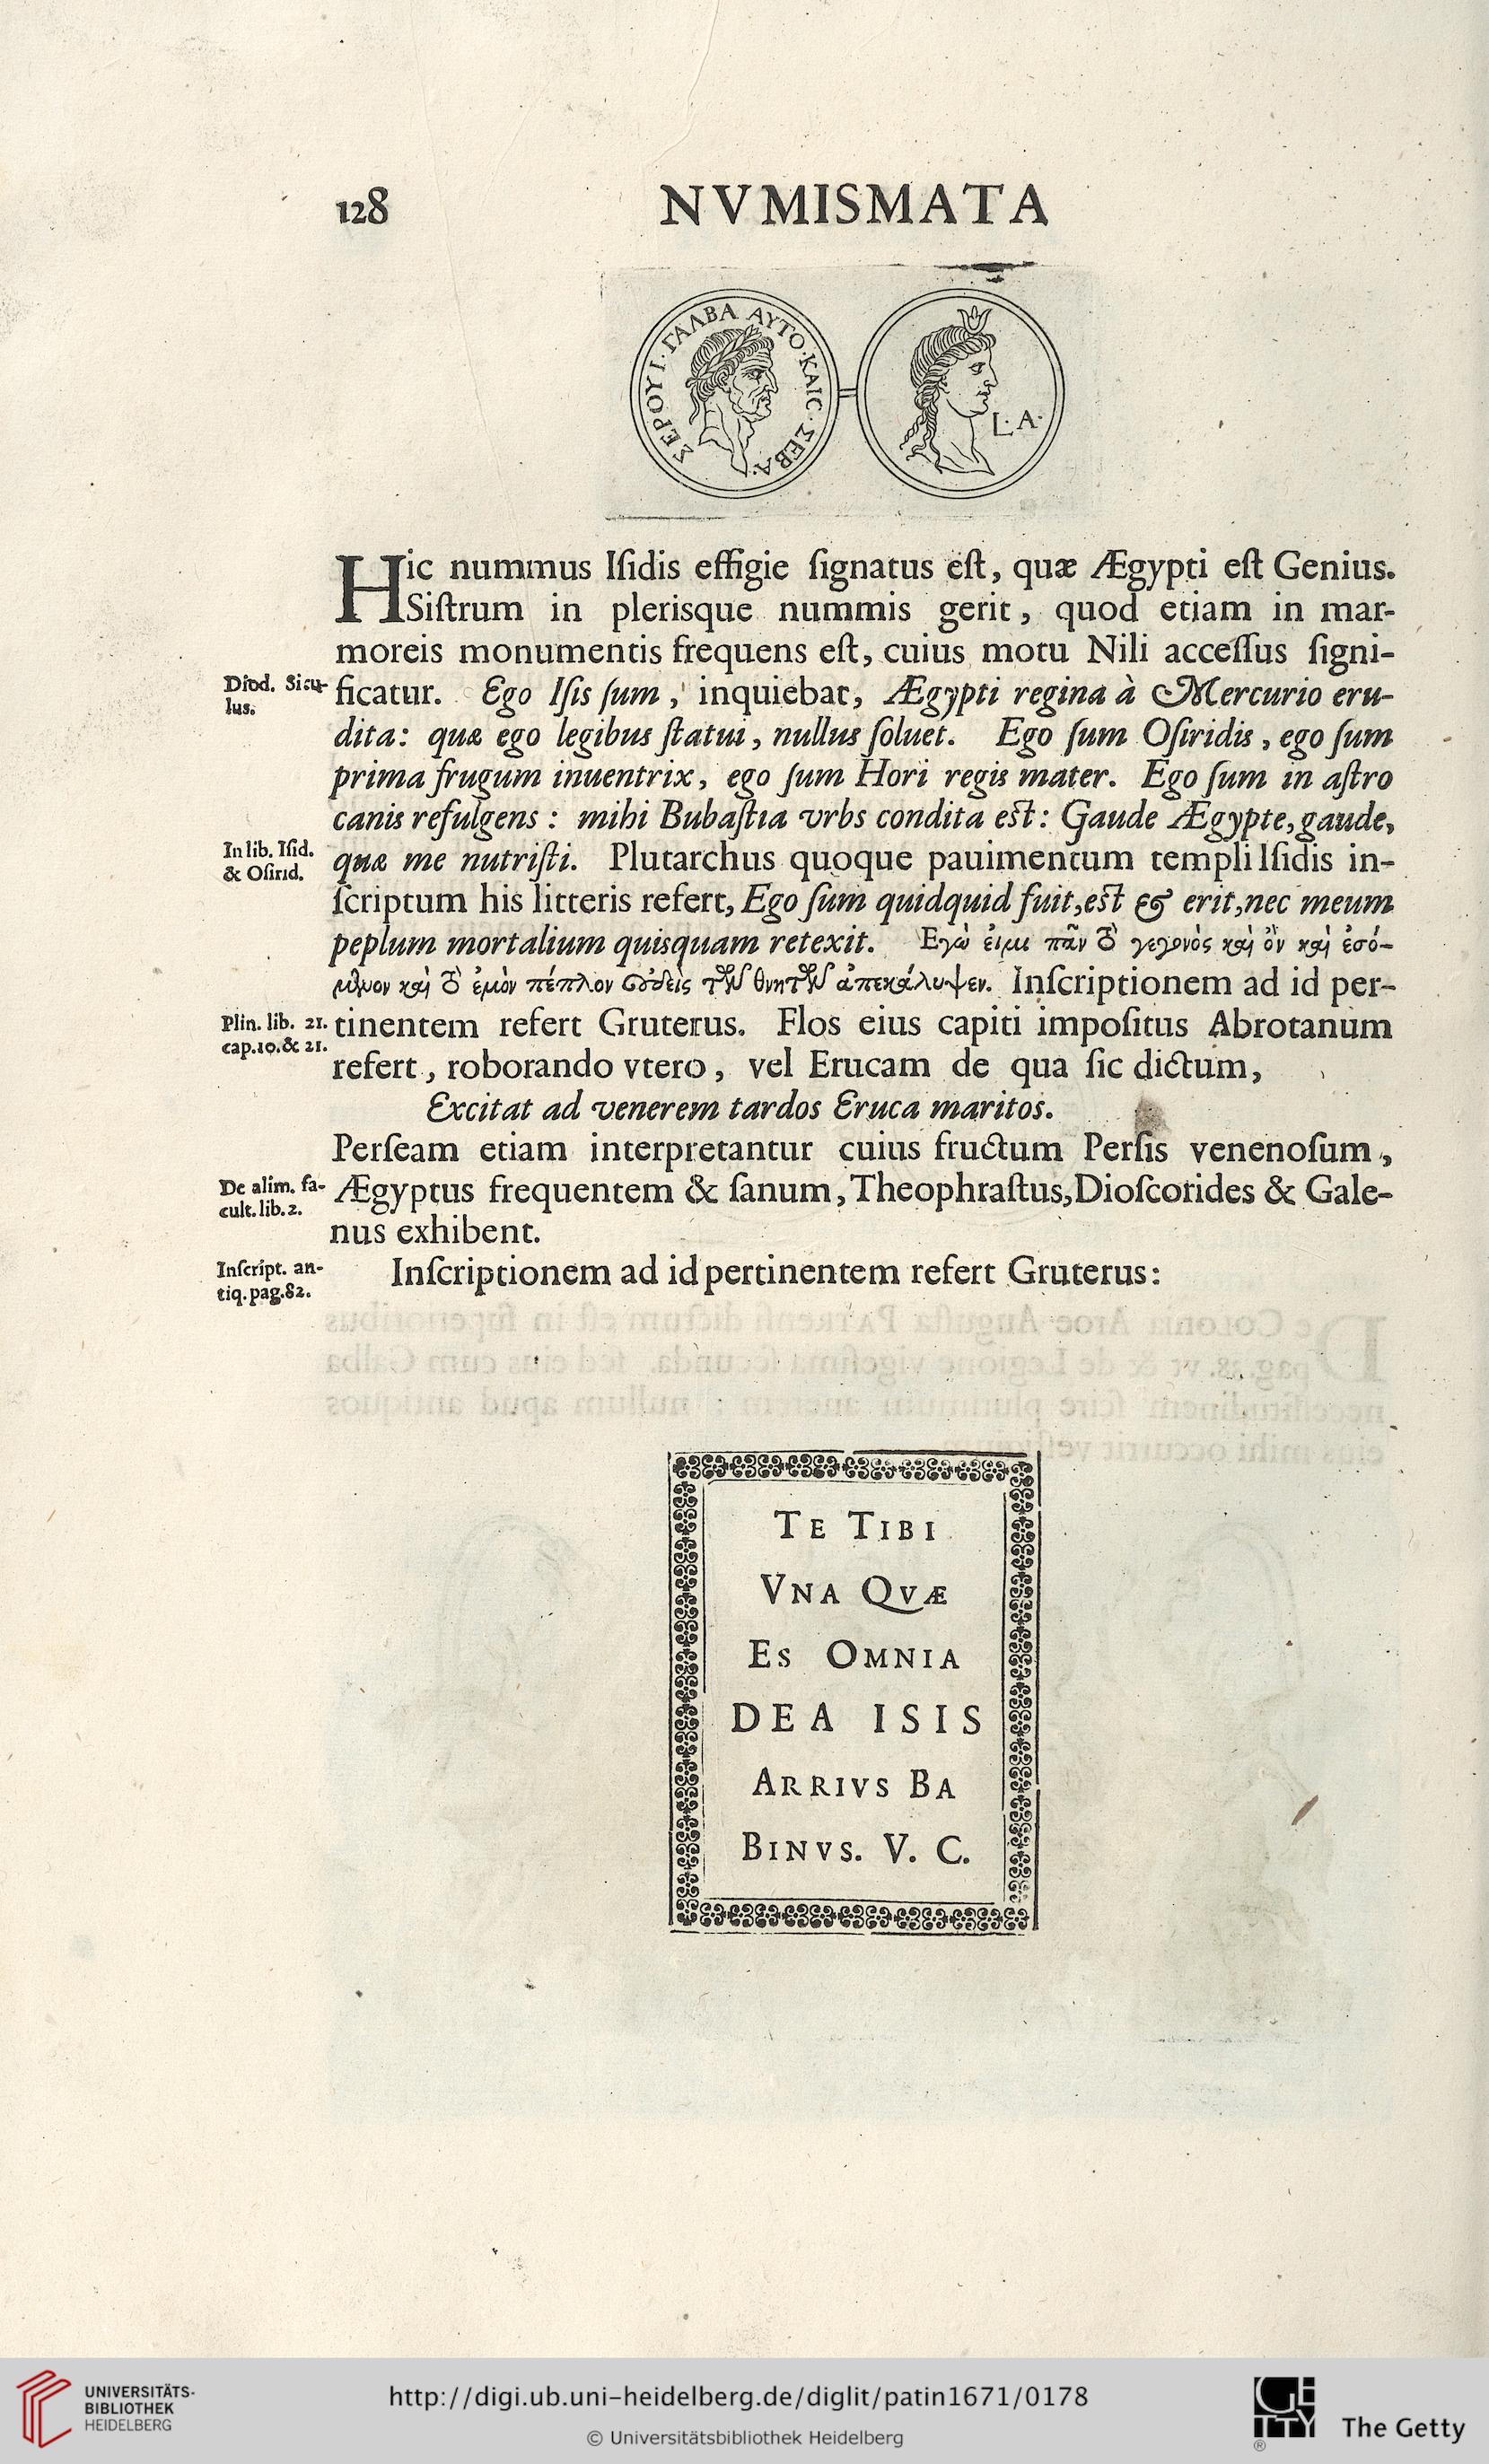 128 NVMISMATA
ΣΕΡΟΥΙ·ΓΑΛΒΑ ΑΥΤΟ·ΚΑΙC·ΣΕΒΑ·
L·A·
Hic nummus Iſidis effigie ſignatus eſt, quæ Ægypti eſt Genius.
Siſtrum in plerisque nummis gerit, quod etiam in mar-
moreis monumentis frequens eſt, cuius motu Nili acceſſus ſigni-
Diod. Sicu-
lus.
ficatur. Ego Iſis ſum, inquiebat, Ægypti regina à Mercurio eru-
dita: quæ ego legibus ſtatui, nullus ſoluet. Ego ſum Oſiridis, ego ſum
prima frugum inuentrix, ego ſum Hori regis mater. Ego ſum in aſtro
canis refulgens: mihi Bubaſtia vrbs condita eſt: Gaude Ægypte, gaude,
In lib. Iſid.
& Oſirid.
quæ me nutriſti. Plutarchus quoque pauimentum templi Iſidis in-
ſcriptum his litteris refert, Ego ſum quidquid fuit, eſt & erit, nec meum
peplum mortalium quisquam retexit. Εγὼ εἰμι πᾶν τὸ γεγονὸς καὶ ὂν καὶ ἐσό-
μθνον καὶ τὸ ἐμὸν πέπλον οὐδεὶς τῶν θνητῶν ἀπεκάλυψεν. Inſcriptionem ad id per-
Plin. lib. 21.
cap. 10. & 21.
tinentem refert Gruterus. Flos eius capiti impoſitus Abrotanum
refert, roborando vtero, vel Erucam de qua ſic dictum,
Excitat ad venerem tardos Eruca maritos.
Perſeam etiam interpretantur cuius fructum Perſis venenoſum,
De alim. fa-
cult. lib. 2.
Ægyptus frequentem & ſanum, Theophraſtus, Dioſcorides & Gale-
nus exhibent.
Inſcript. an-
tiq. pag. 82.
Inſcriptionem ad id pertinentem refert Gruterus:
TE TIBI
VNA QVÆ
ES OMNIA
DEA ISIS
ARRIVS BA
BINVS. V. C.
UNIVERSITÄTS-
BIBLIOTHEK
HEIDELBERG
http://digi.ub.uni-heidelberg.de/diglit/patin1671/0178
© Universitätsbibliothek Heidelberg
GETTY
® The Getty